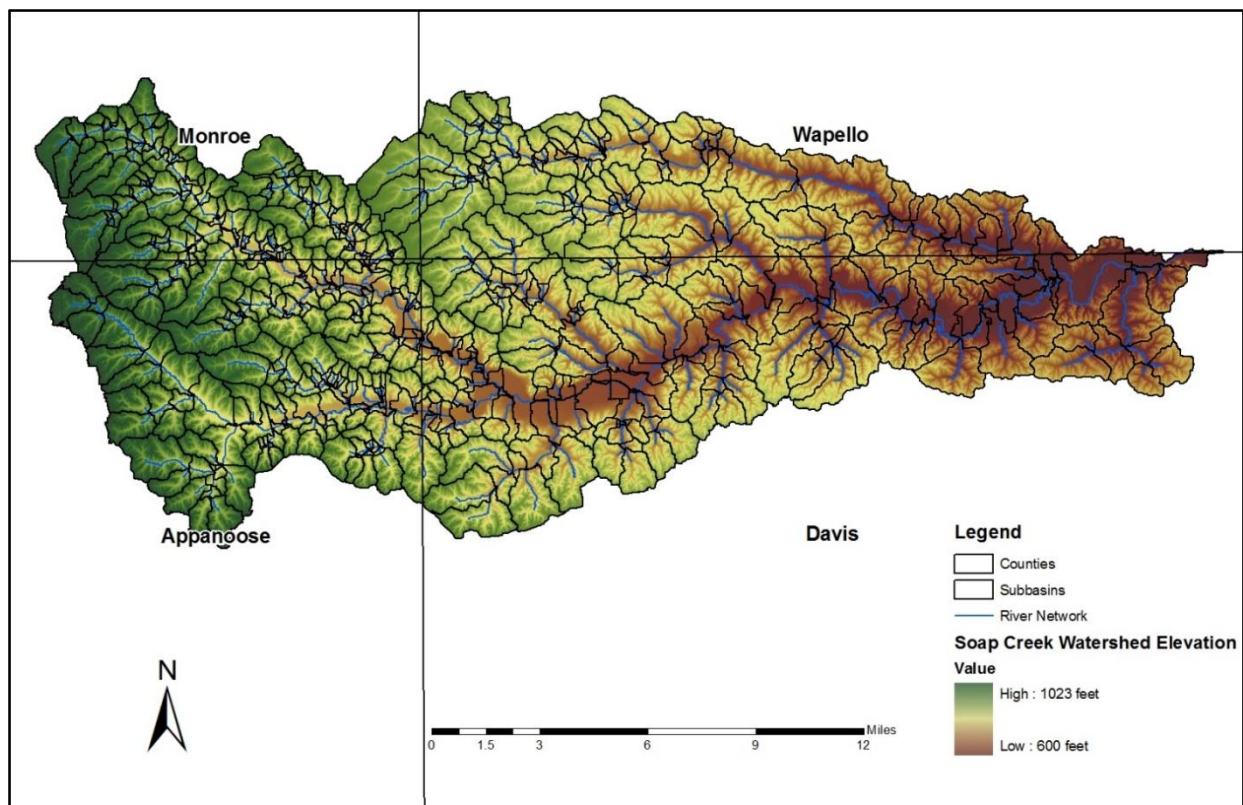 Monroe
Wapello
Appanoose
Davis
Legend
Counties
Subbasins
River Network
Soap Creek Watershed Elevation
Value
High : 1023 feet
Low : 600 feet
N
Miles
0 1.5 3 6 9 12